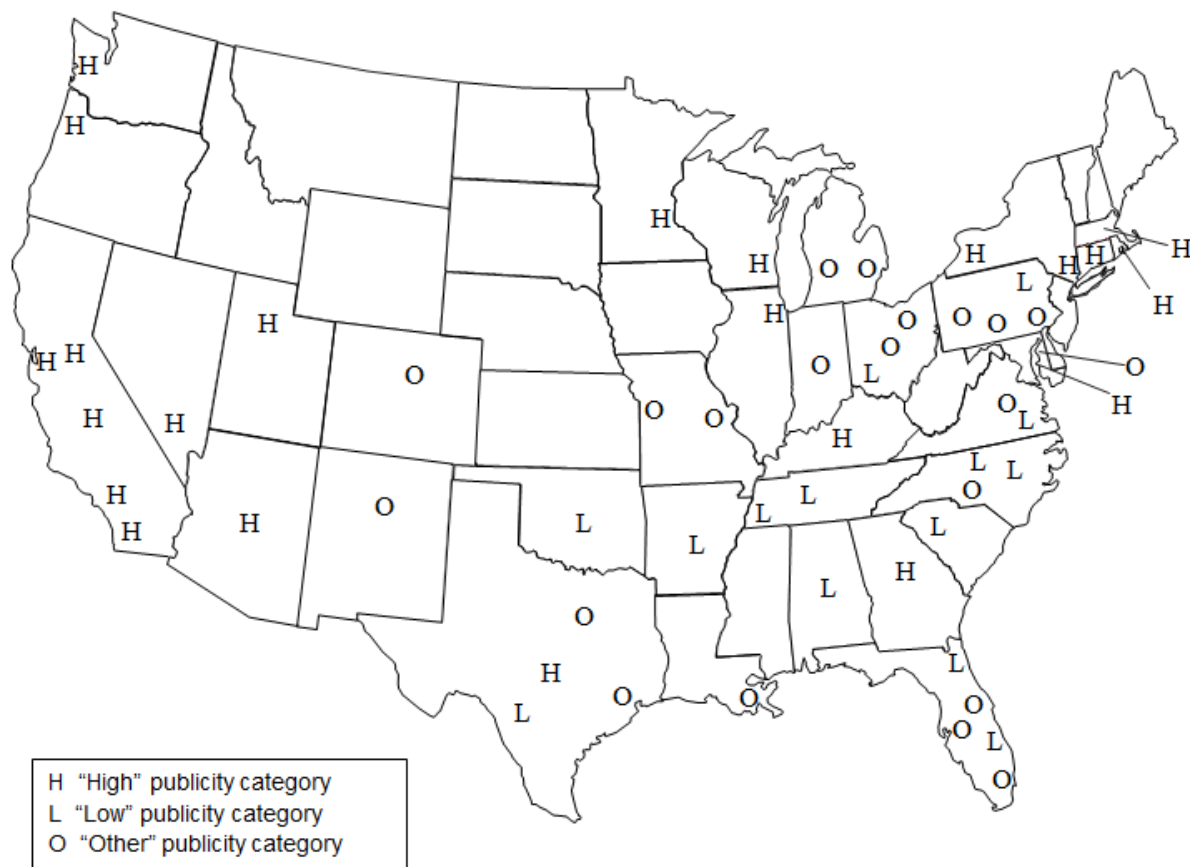 H
H
H
H
H H
H H
O O
L
H
H H O O O O
H H O
O O
O L
O H
H H O O O L
H
L L
H L O
O L
H H L L
L
H
L
O
L
H
O O O
L
O
L
O
H "High" publicity category
L "Low" publicity category
O "Other" publicity category